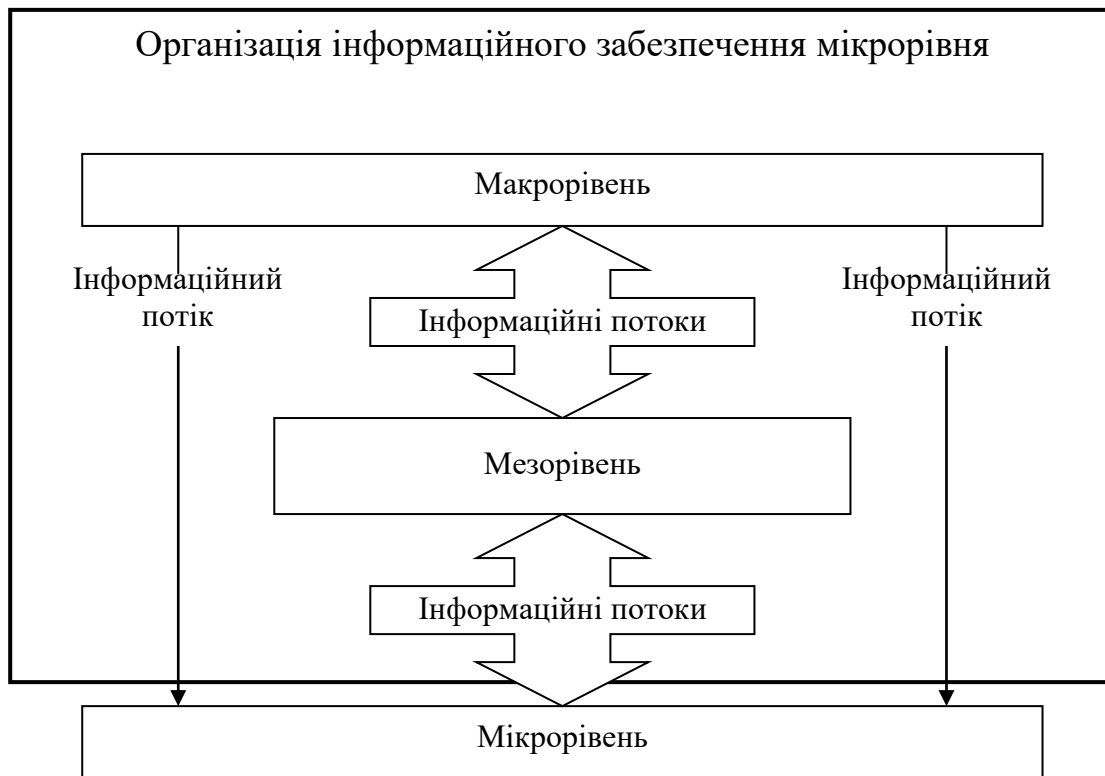 Організація інформаційного забезпечення мікрорівня
Макрорівень
Інформаційний
потік
Інформаційні потоки
Інформаційний
потік
Мезорівень
Інформаційні потоки
Мікрорівень